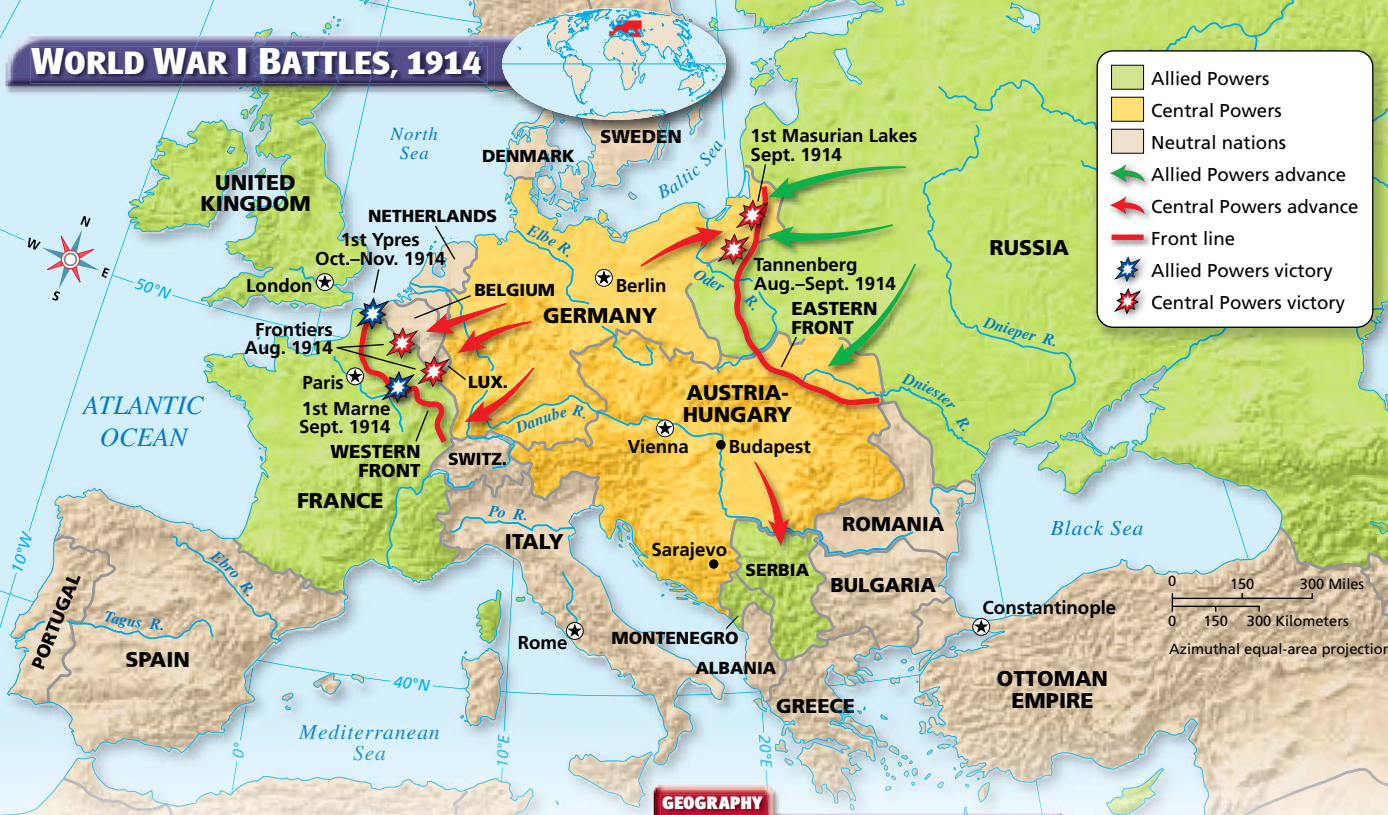 WORLD WAR I BATTLES, 1914
Allied Powers
Central Powers
Neutral nations
Allied Powers advance
Central Powers advance
Front line
Allied Powers victory
Central Powers victory
North
Sea
SWEDEN
DENMARK
Baltic Sea
1st Masurian Lakes
Sept. 1914
UNITED
KINGDOM
NETHERLANDS
1st Ypres
Oct.–Nov. 1914
N
W
E
S
50°N
London
Elbe R.
Berlin
RUSSIA
Tannenberg
Aug.–Sept. 1914
Oder
R.
EASTERN
FRONT
BELGIUM
GERMANY
Frontiers
Aug. 1914
Dnieper R.
Paris
LUX.
1st Marne
Sept. 1914
AUSTRIA-
HUNGARY
Dniester R.
ATLANTIC
OCEAN
Danube R.
Vienna
Budapest
WESTERN
FRONT
SWITZ.
FRANCE
Po R.
ITALY
ROMANIA
Black Sea
10°W
Ebro R.
Sarajevo
SERBIA
BULGARIA
0
150
300 Miles
0
150
300 Kilometers
Azimuthal equal-area projection
Constantinople
PORTUGAL
Tagus R.
SPAIN
Rome
MONTENEGRO
ALBANIA
OTTOMAN
EMPIRE
40°N
GREECE
Mediterranean
Sea
0°
10°E
20°E
GEOGRAPHY